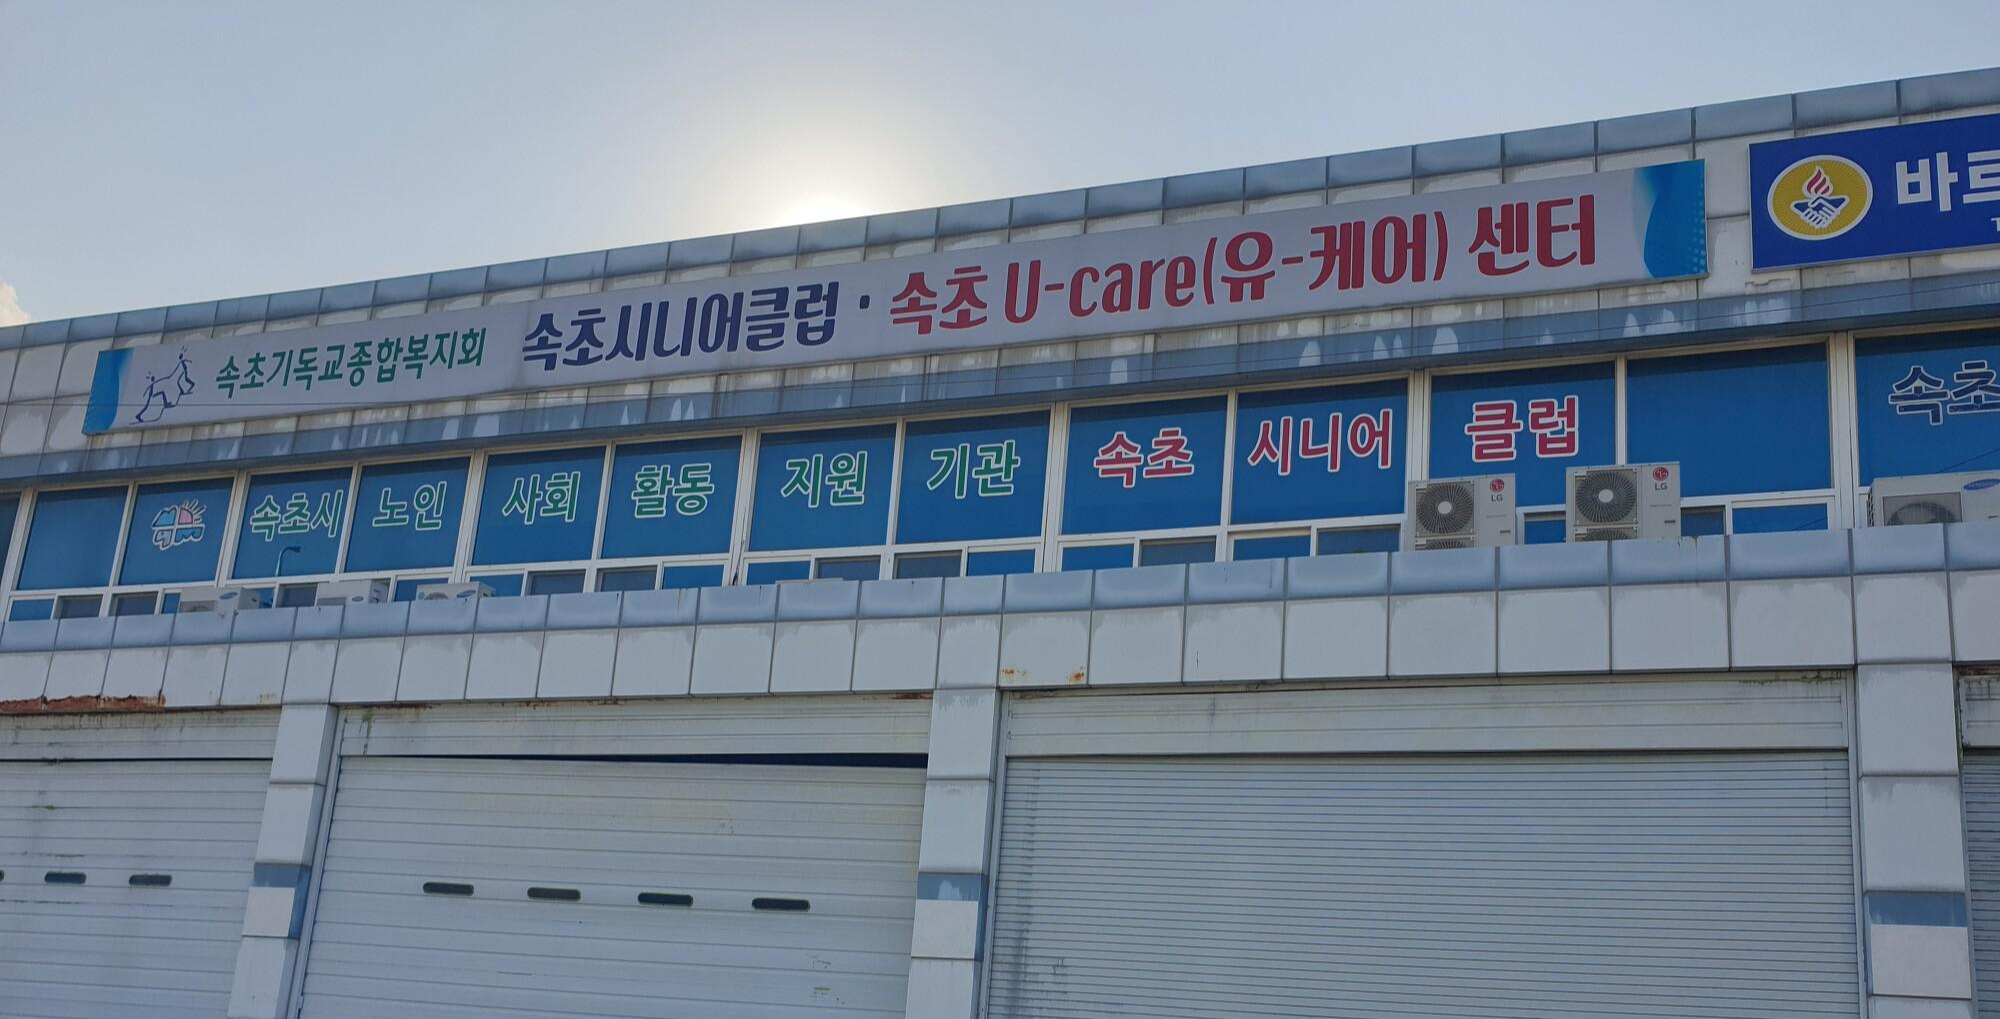 속초기독교종합복지회 속초시니어클럽 · 속초 U-care(유-케어) 센터
바르
속초시 노인 사회 활동 지원 기관 속초 시니어 클럽
속초
LG
LG